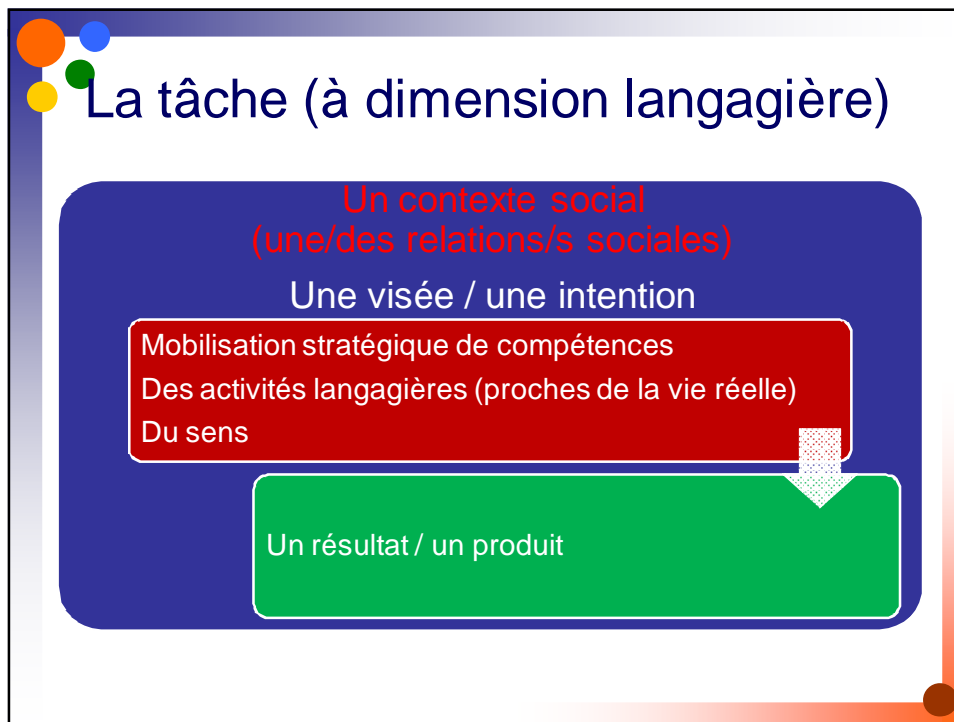 La tâche (à dimension langagière)
Un contexte social
(une/des relations/s sociales)
Une visée / une intention
Mobilisation stratégique de compétences
Des activités langagières (proches de la vie réelle)
Du sens
Un résultat / un produit